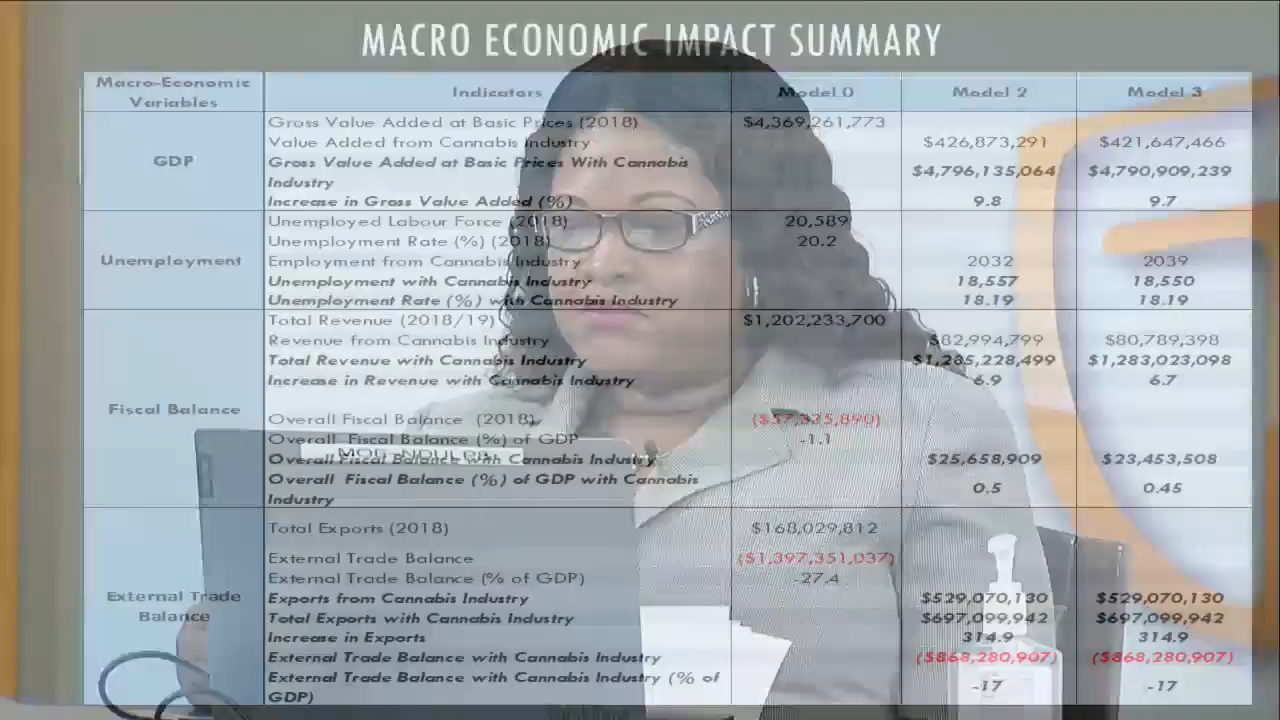 MACRO ECONOMIC IMPACT SUMMARY
Macro-Economic Variables Indicators Model 0 Model 2 Model 3
GDP
Gross Value Added at Basic Prices (2018) $4,369,261,773
Value Added from Cannabis Industry $426,873,291 $421,647,466
Gross Value Added at Basic Prices With Cannabis Industry $4,796,135,064 $4,790,909,239
Increase in Gross Value Added (%) 9.8 9.7
Unemployment
Unemployed Labour Force (2018) 20,589
Unemployment Rate (%) (2018) 20.2
Employment from Cannabis Industry 2032 2039
Unemployment with Cannabis Industry 18,557 18,550
Unemployment Rate (%) with Cannabis Industry 18.19 18.19
Fiscal Balance
Total Revenue (2018/19) $1,202,233,700
Revenue from Cannabis Industry $82,994,799 $80,789,398
Total Revenue with Cannabis Industry $1,285,228,499 $1,283,023,098
Increase in Revenue with Cannabis Industry 6.9 6.7
Overall Fiscal Balance (2018) ($57,335,890)
Overall Fiscal Balance (%) of GDP -1.1
Overall Fiscal Balance with Cannabis Industry $25,658,909 $23,453,508
Overall Fiscal Balance (%) of GDP with Cannabis Industry 0.5 0.45
External Trade Balance
Total Exports (2018) $168,029,812
External Trade Balance ($1,397,351,037)
External Trade Balance (% of GDP) -27.4
Exports from Cannabis Industry $529,070,130 $529,070,130
Total Exports with Cannabis Industry $697,099,942 $697,099,942
Increase in Exports 314.9 314.9
External Trade Balance with Cannabis Industry ($868,280,907) ($868,280,907)
External Trade Balance with Cannabis Industry (% of GDP) -17 -17